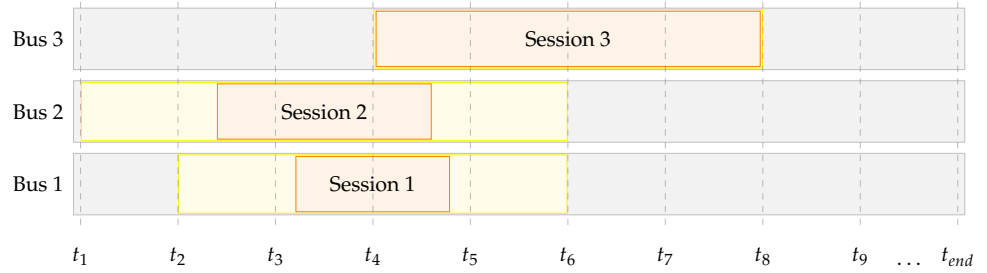 Bus 3 Session 3
Bus 2 Session 2
Bus 1 Session 1
t1 t2 t3 t4 t5 t6 t7 t8 t9 ... tend